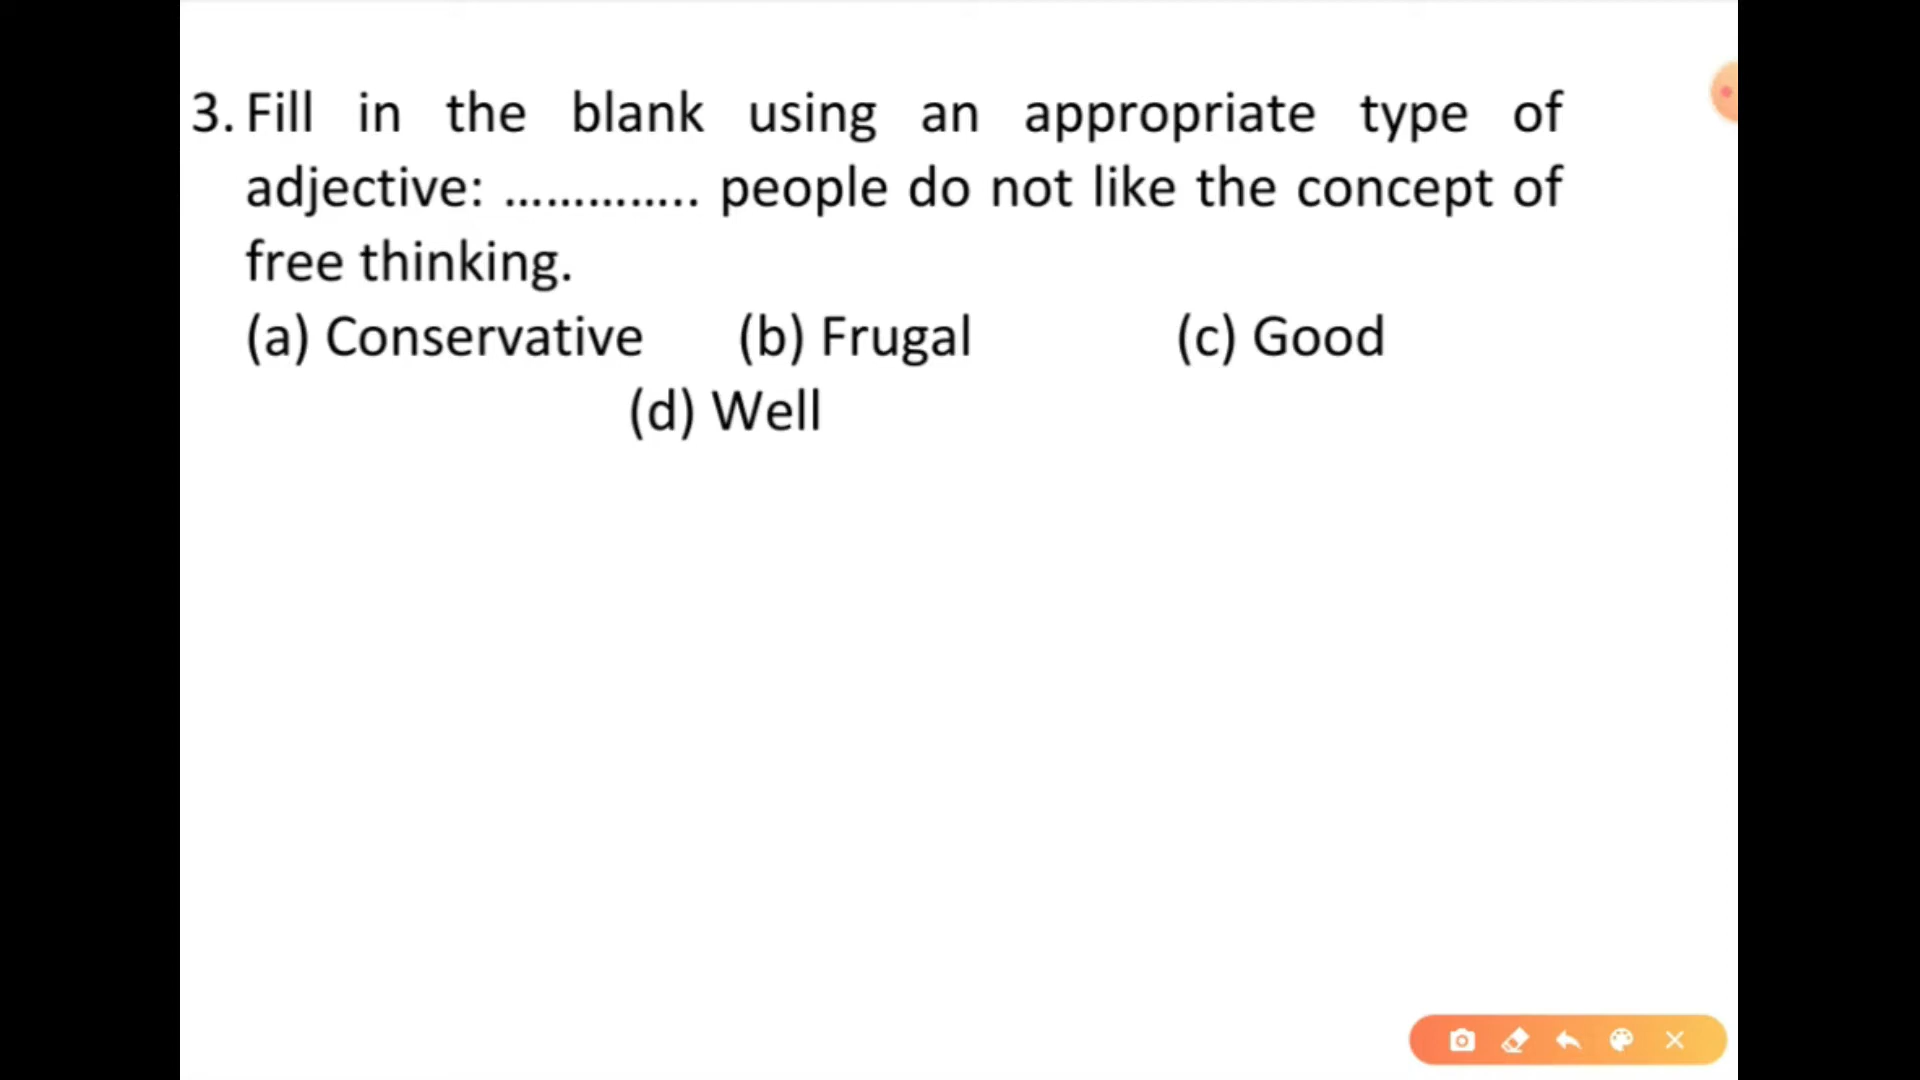 3. Fill in the blank using an appropriate type of
adjective: ………….. people do not like the concept of
free thinking.
(a) Conservative (b) Frugal (c) Good
(d) Well